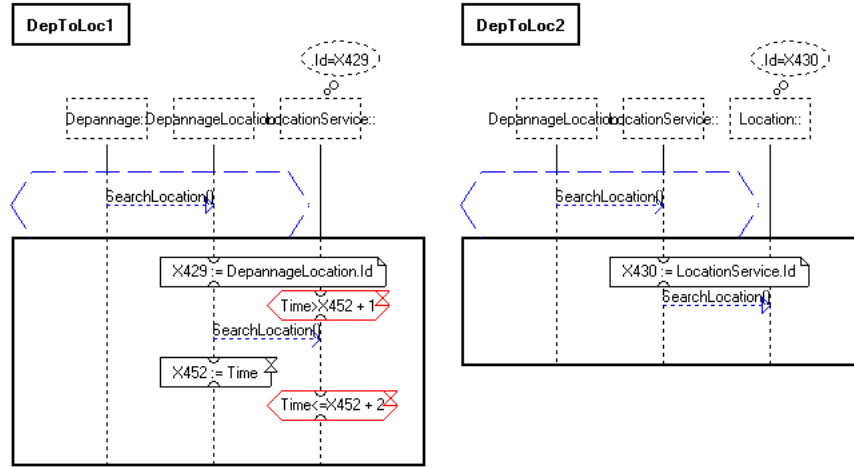 DepToLoc1
.Id=X429
Depannage:: DepannageLocation:: LocationService::
SearchLocation()
X429 := DepannageLocation.Id
Time>X452 + 1
SearchLocation()
X452 := Time
Time<=X452 + 2
DepToLoc2
.Id=X430
DepannageLocation:: LocationService:: Location::
SearchLocation()
X430 := LocationService.Id
SearchLocation()